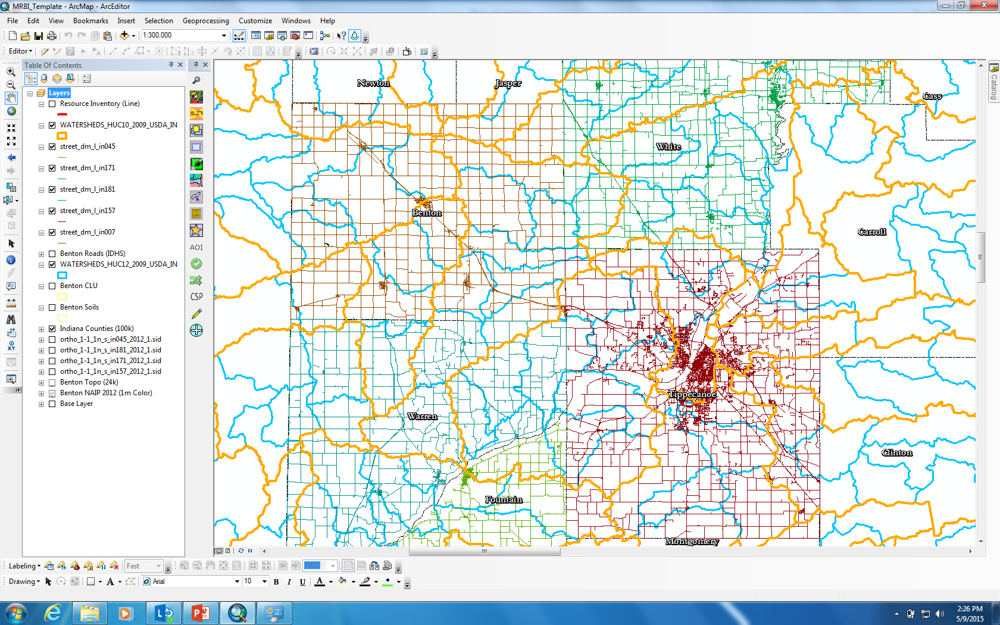 MRBI_Template - ArcMap - ArcEditor
File Edit View Bookmarks Insert Selection Geoprocessing Customize Windows Help
1:300,000
Editor
Table Of Contents
Layers
Resource Inventory (Line)
WATERSHEDS_HUC10_2009_USDA_IN
street_dm_l_in045
street_dm_l_in171
street_dm_l_in181
street_dm_l_in157
street_dm_l_in007
Benton Roads (IDHS)
WATERSHEDS_HUC12_2009_USDA_IN
Benton CLU
Benton Soils
Indiana Counties (100k)
ortho_1-1_1n_s_in045_2012_1.sid
ortho_1-1_1n_s_in181_2012_1.sid
ortho_1-1_1n_s_in171_2012_1.sid
ortho_1-1_1n_s_in157_2012_1.sid
Benton Topo (24k)
Benton NAIP 2012 (1m Color)
Base Layer
XY
AOI
CSP
Newton
Jasper
Cass
White
Benton
Carroll
Tippecanoe
Warren
Clinton
Fountain
Montgomery
Catalog
Labeling Fast 100%
Drawing A Arial 10 B I U A
2:26 PM
5/9/2015